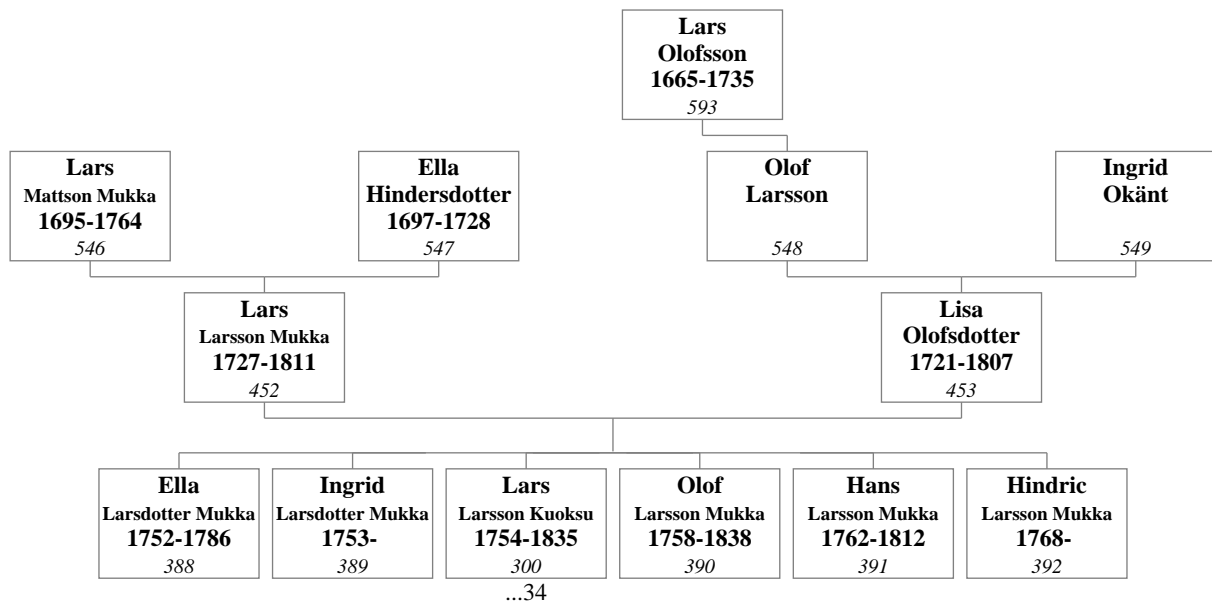 Lars
Olofsson
1665-1735
593
Lars
Mattson Mukka
1695-1764
546
Ella
Hindersdotter
1697-1728
547
Olof
Larsson
548
Ingrid
Okänt
549
Lars
Larsson Mukka
1727-1811
452
Lisa
Olofsdotter
1721-1807
453
Ella
Larsdotter Mukka
1752-1786
388
Ingrid
Larsdotter Mukka
1753-
389
Lars
Larsson Kuoksu
1754-1835
300
...34
Olof
Larsson Mukka
1758-1838
390
Hans
Larsson Mukka
1762-1812
391
Hindric
Larsson Mukka
1768-
392